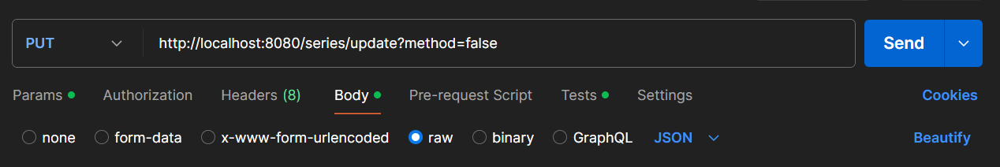 PUT http://localhost:8080/series/update?method=false Send
Params Authorization Headers (8) Body Pre-request Script Tests Settings Cookies
none form-data x-www-form-urlencoded raw binary GraphQL JSON Beautify